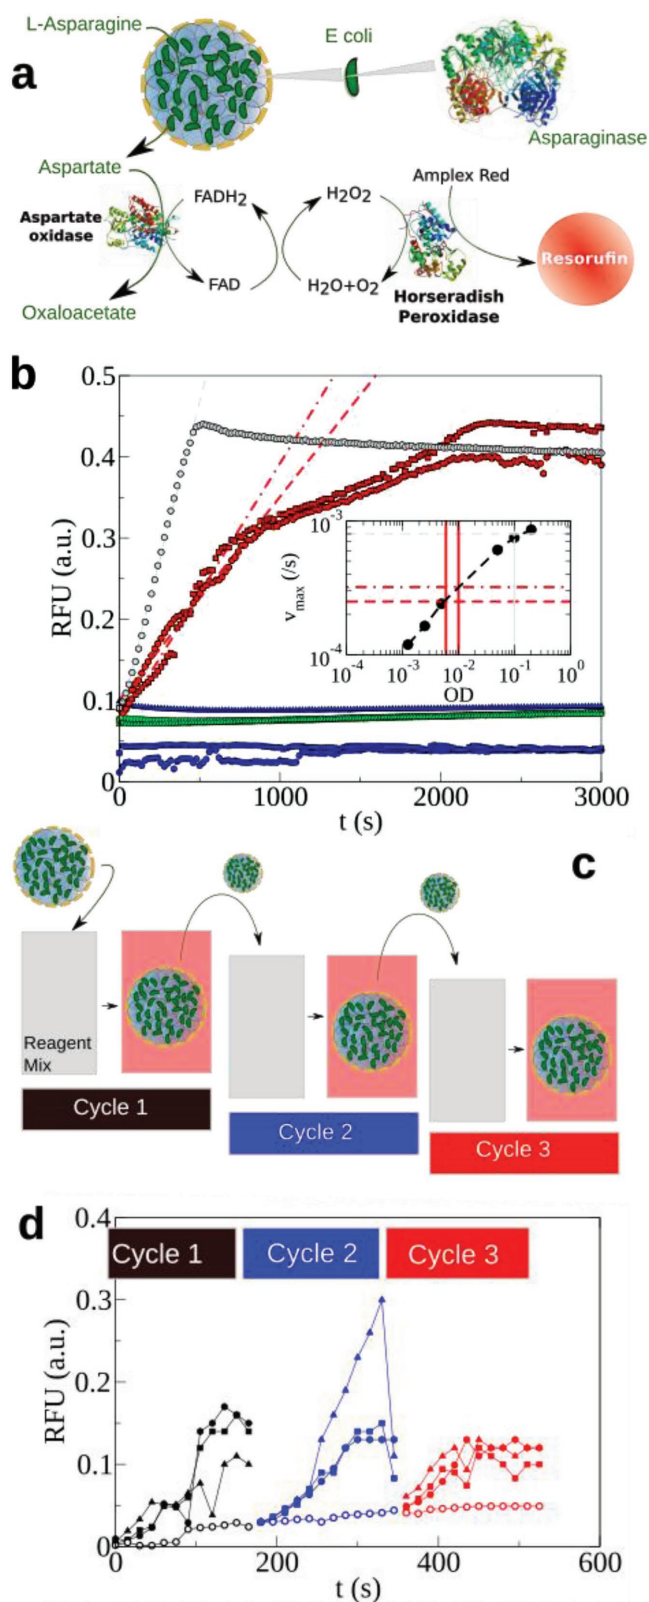 a
L-Asparagine
E coli
Asparaginase
Aspartate
Aspartate
oxidase
FADH2
H2O2
Amplex Red
FAD
H2O+O2
Horseradish
Peroxidase
Resorufin
Oxaloacetate
b
RFU (a.u.)
0.5
0.4
0.3
0.2
0.1
0
0
1000
2000
3000
t (s)
νmax (/s)
10-3
10-4
10-4
10-3
10-2
10-1
100
OD
c
Reagent
Mix
Cycle 1
Cycle 2
Cycle 3
d
RFU (a.u.)
0.4
0.3
0.2
0.1
0
Cycle 1
Cycle 2
Cycle 3
0
200
400
600
t (s)